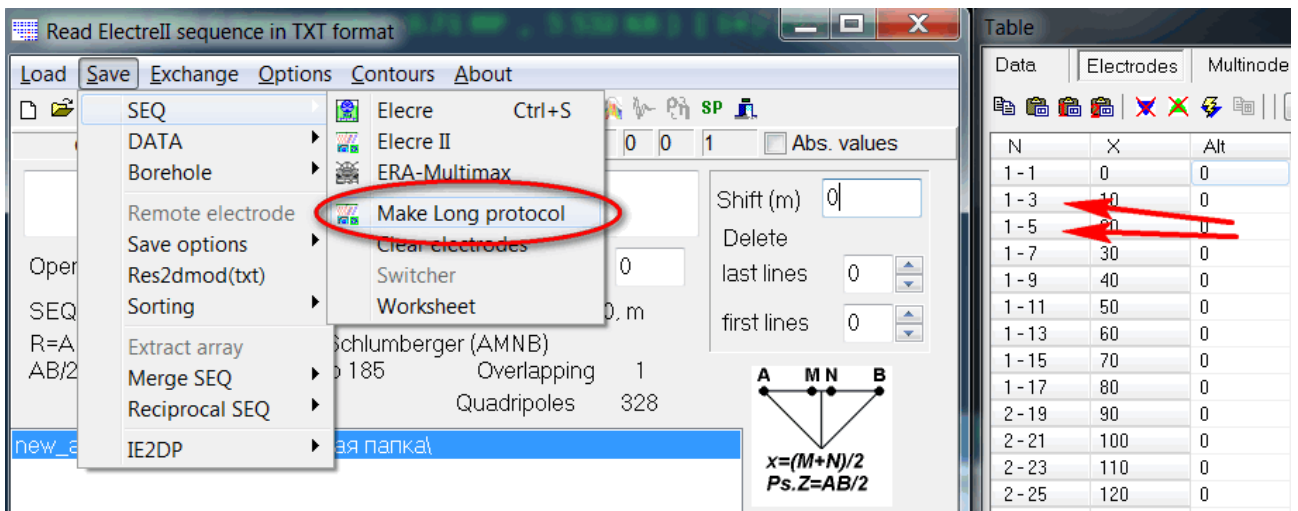 Read ElectreII sequence in TXT format
Load Save Exchange Options Contours About
SP
0 0 1 Abs. values
SEQ
DATA
Borehole
Remote electrode
Save options
Res2dmod(txt)
Sorting
Extract array
Merge SEQ
Reciprocal SEQ
IE2DP
Elecre Ctrl+S
Elecre II
ERA-Multimax
Make Long protocol
Clear electrodes
Switcher
Worksheet
Shift (m) 0
Delete
last lines 0
first lines 0
Oper
0
SEQ
0, m
R=A
Schlumberger (AMNB)
AB/2
185 Overlapping 1
Quadripoles 328
new_a
ая папка\
A M N B
x=(M+N)/2
Ps.Z=AB/2
Table
Data Electrodes Multinode
N X Alt
1 - 1 0 0
1 - 3 10 0
1 - 5 0
1 - 7 30 0
1 - 9 40 0
1 - 11 50 0
1 - 13 60 0
1 - 15 70 0
1 - 17 80 0
2 - 19 90 0
2 - 21 100 0
2 - 23 110 0
2 - 25 120 0